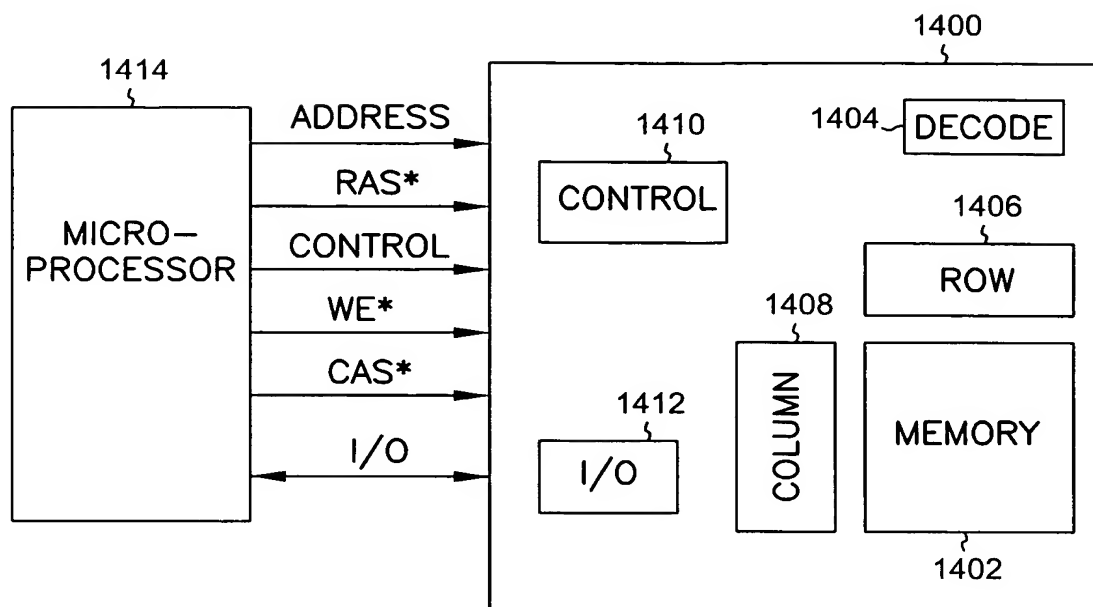 1400
1414
ADDRESS
1410
1404
DECODE
RAS*
CONTROL
1406
MICRO-
PROCESSOR
CONTROL
ROW
WE*
1408
CAS*
COLUMN
MEMORY
1412
I/O
I/O
1402